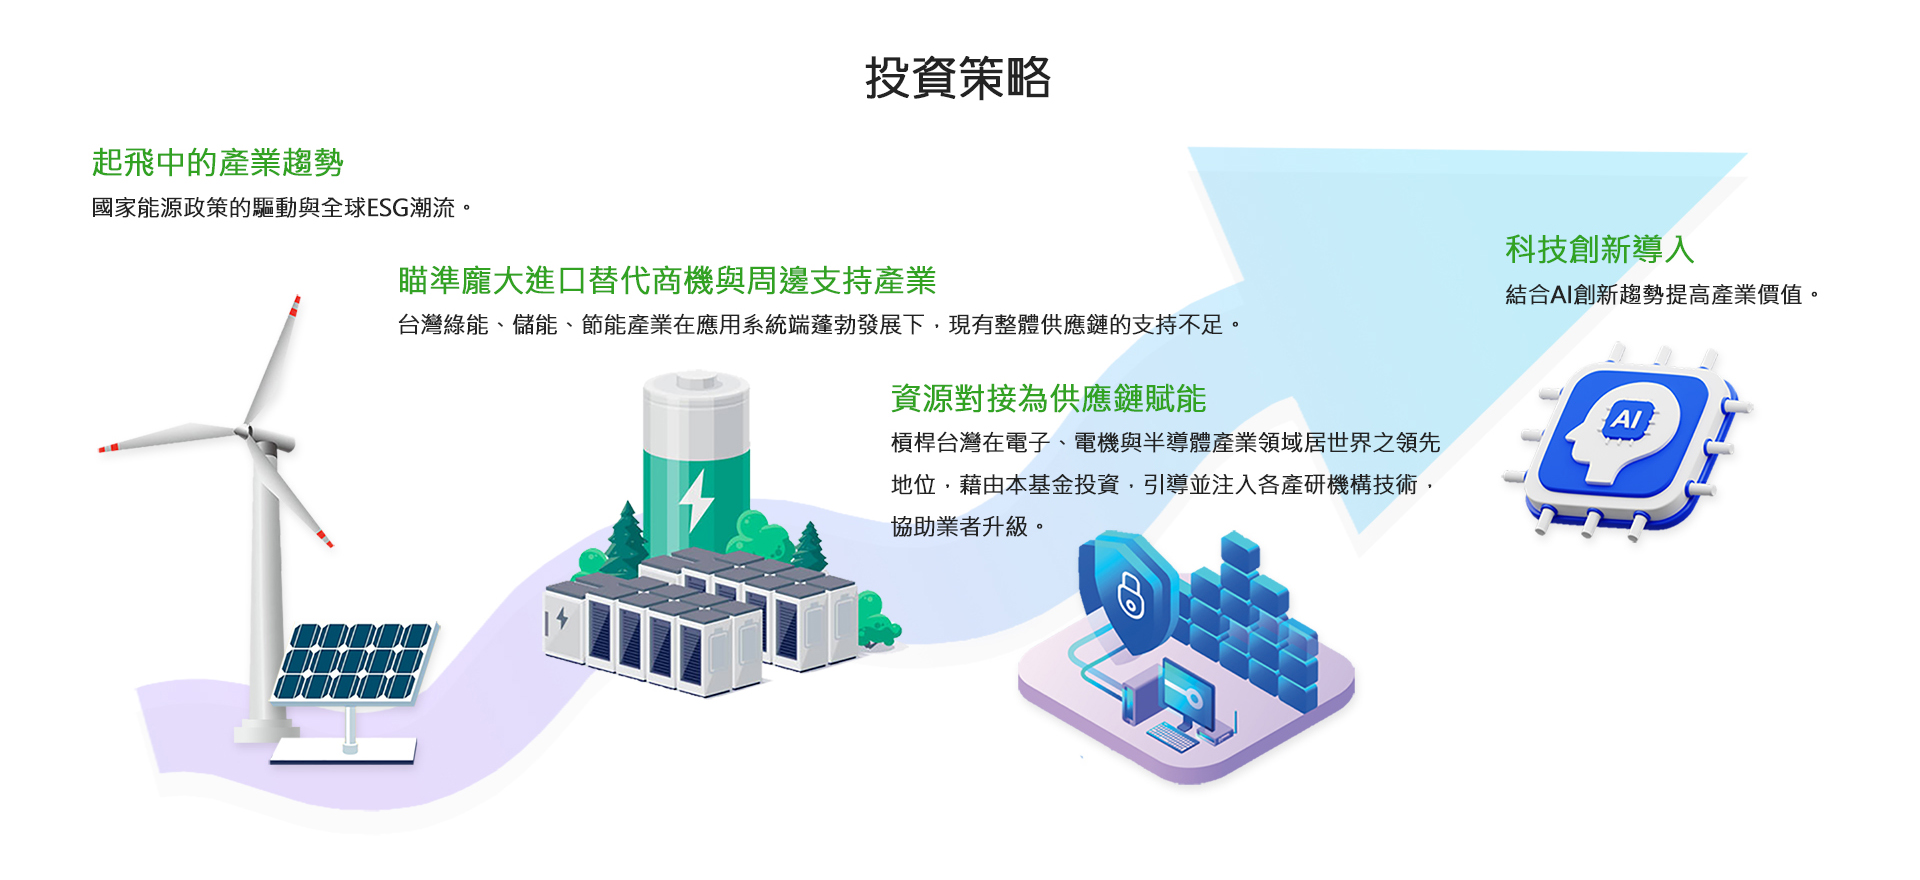 投資策略
起飛中的產業趨勢
國家能源政策的驅動與全球ESG潮流。
瞄準龐大進口替代商機與周邊支持產業
台灣綠能、儲能、節能產業在應用系統端蓬勃發展下，現有整體供應鏈的支持不足。
資源對接為供應鏈賦能
槓桿台灣在電子、電機與半導體產業領域居世界之領先
地位，藉由本基金投資，引導並注入各產研機構技術，
協助業者升級。
科技創新導入
結合AI創新趨勢提高產業價值。
AI